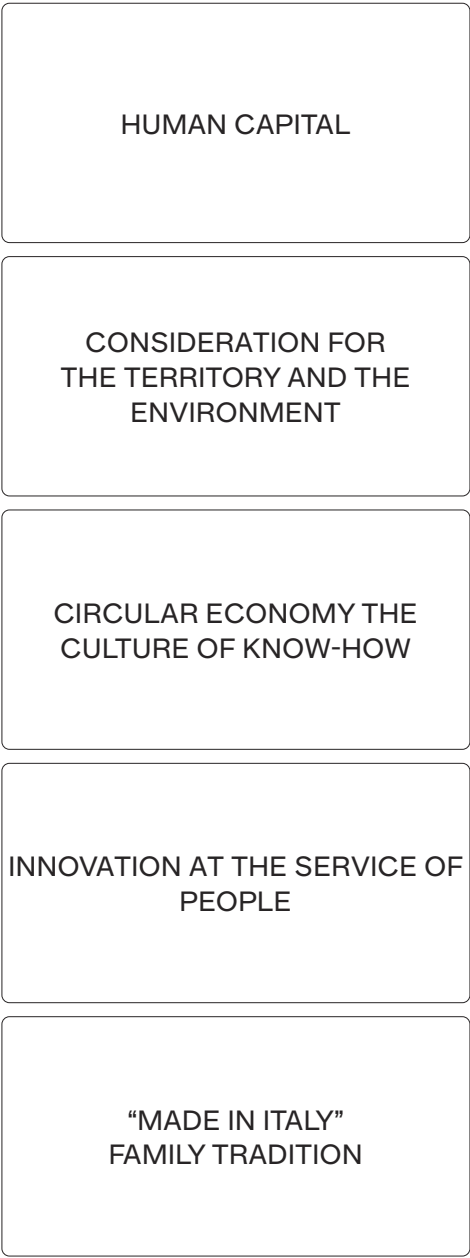 HUMAN CAPITAL
CONSIDERATION FOR
THE TERRITORY AND THE
ENVIRONMENT
CIRCULAR ECONOMY THE
CULTURE OF KNOW-HOW
INNOVATION AT THE SERVICE OF
PEOPLE
“MADE IN ITALY”
FAMILY TRADITION